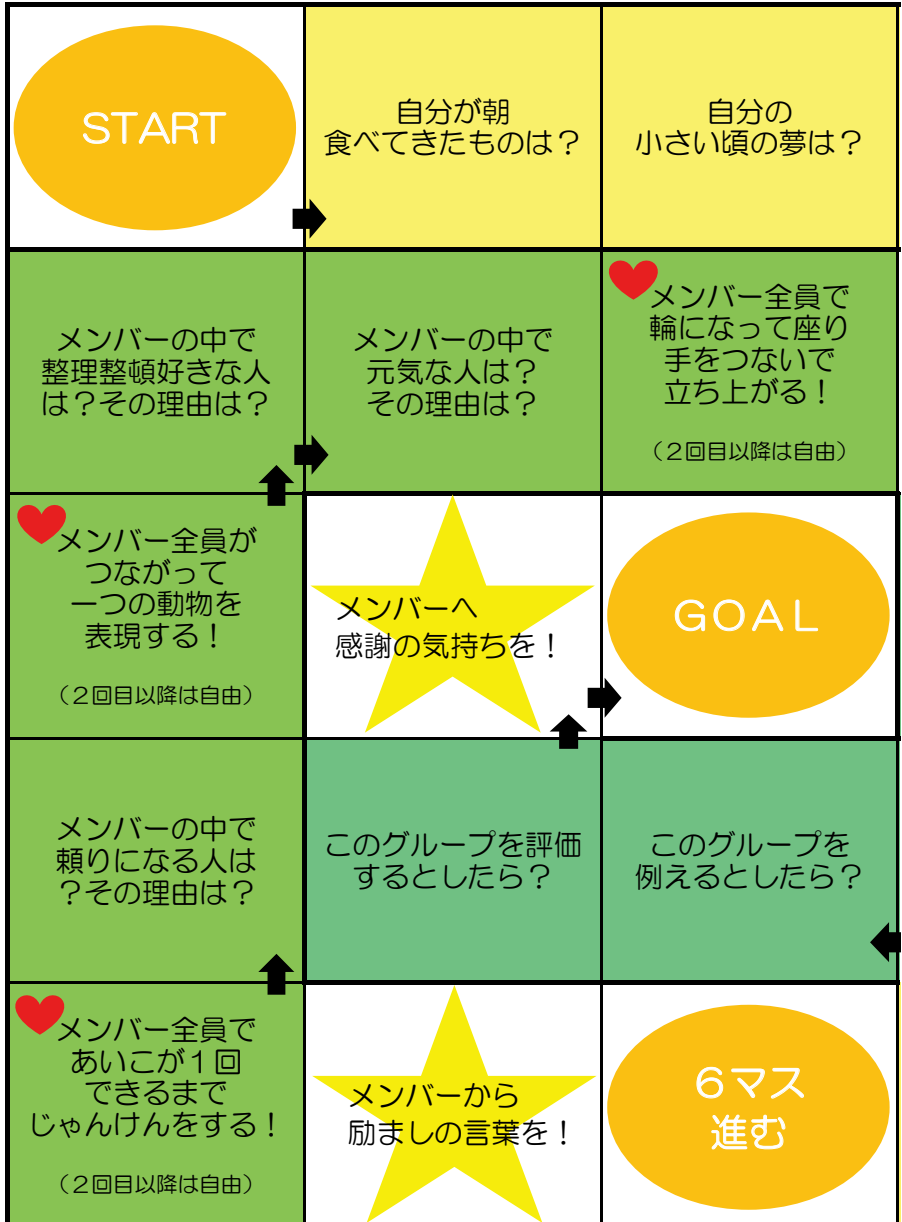 START
自分が朝
食べてきたものは？
自分の
小さい頃の夢は？
メンバーの中で
整理整頓好きな人
は？その理由は？
メンバーの中で
元気な人は？
その理由は？
メンバー全員で
輪になって座り
手をつないで
立ち上がる！
（２回目以降は自由）
メンバー全員が
つながって
一つの動物を
表現する！
（２回目以降は自由）
メンバーへ
感謝の気持ちを！
ＧＯＡＬ
メンバーの中で
頼りになる人は
？その理由は？
このグループを評価
するとしたら？
このグループを
例えるとしたら？
メンバー全員で
あいこが１回
できるまで
じゃんけんをする！
（２回目以降は自由）
メンバーから
励ましの言葉を！
６マス
進む